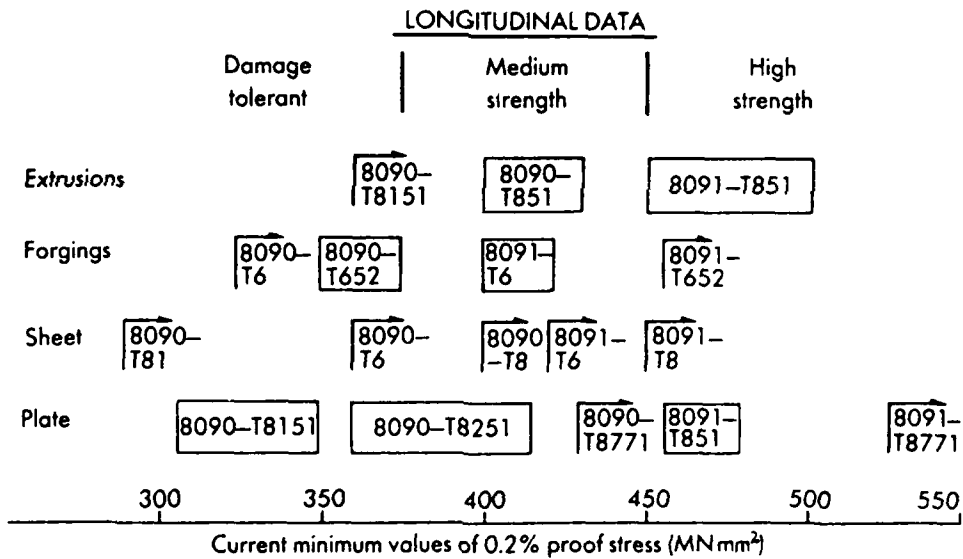 LONGITUDINAL DATA
Damage tolerant
Medium strength
High strength
Extrusions
8090–T8151
8090–T851
8091–T851
Forgings
8090–T6
8090–T652
8091–T6
8091–T652
Sheet
8090–T81
8090–T6
8090–T8
8091–T6
8091–T8
Plate
8090–T8151
8090–T8251
8090–T8771
8091–T851
8091–T8771
300 350 400 450 500 550
Current minimum values of 0.2% proof stress (MN mm²)